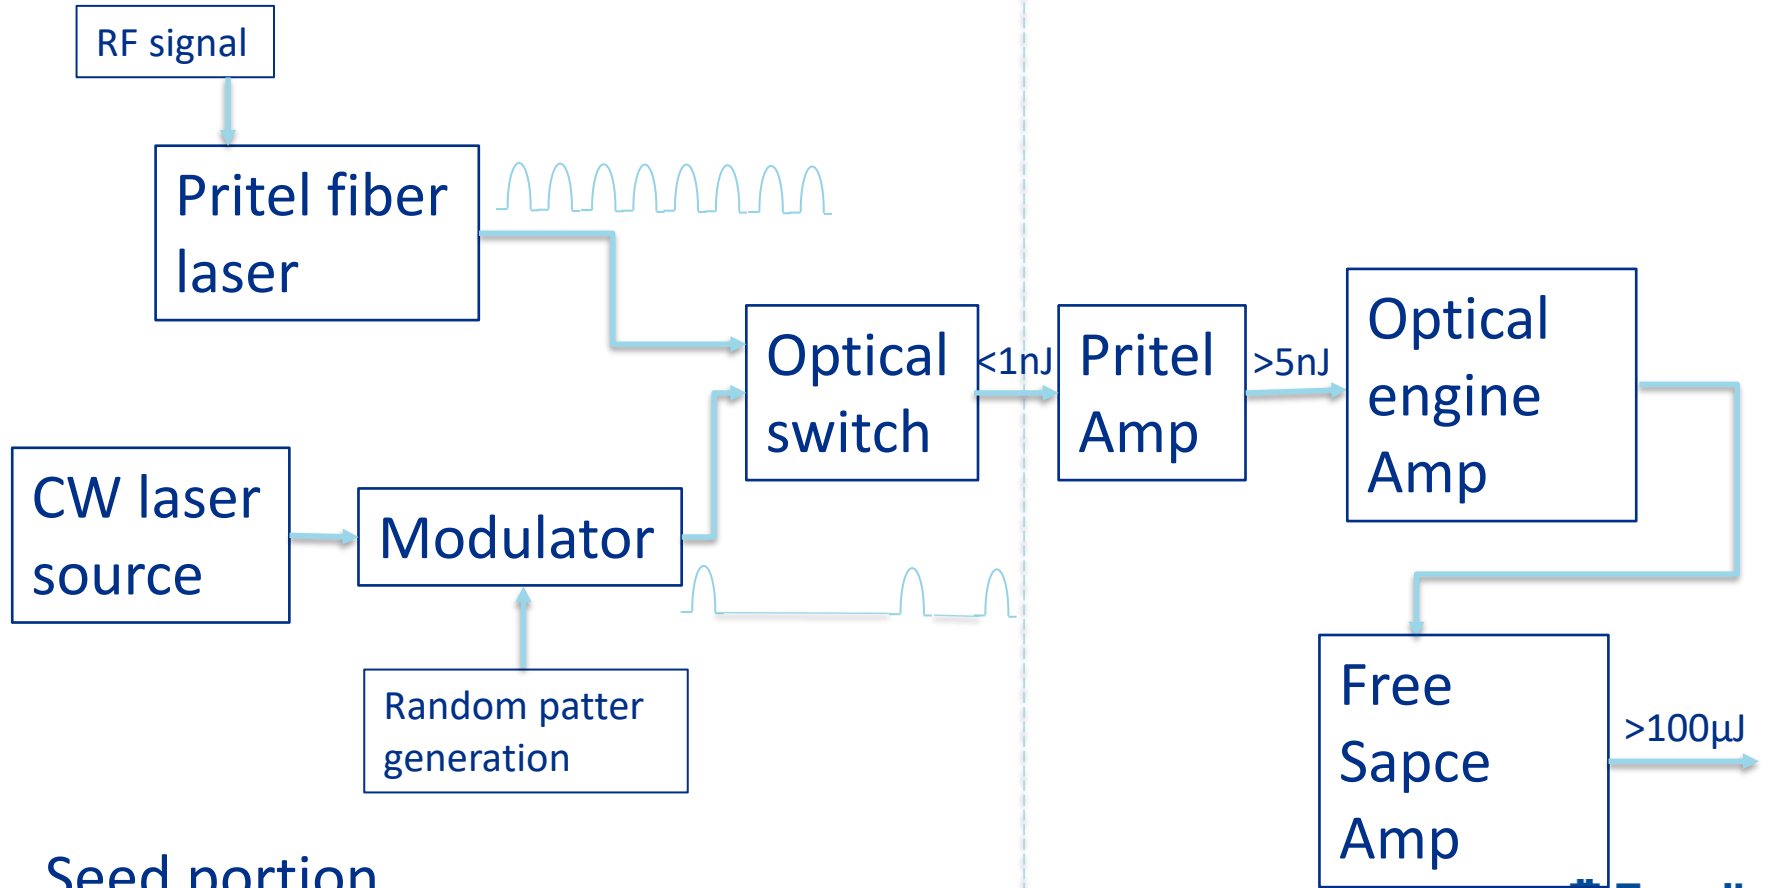 RF signal
Pritel fiber
laser
Optical
switch
<1nJ
Pritel
Amp
>5nJ
Optical
engine
Amp
CW laser
source
Modulator
Random patter
generation
Free
Sapce
Amp
>100µJ
Seed portion